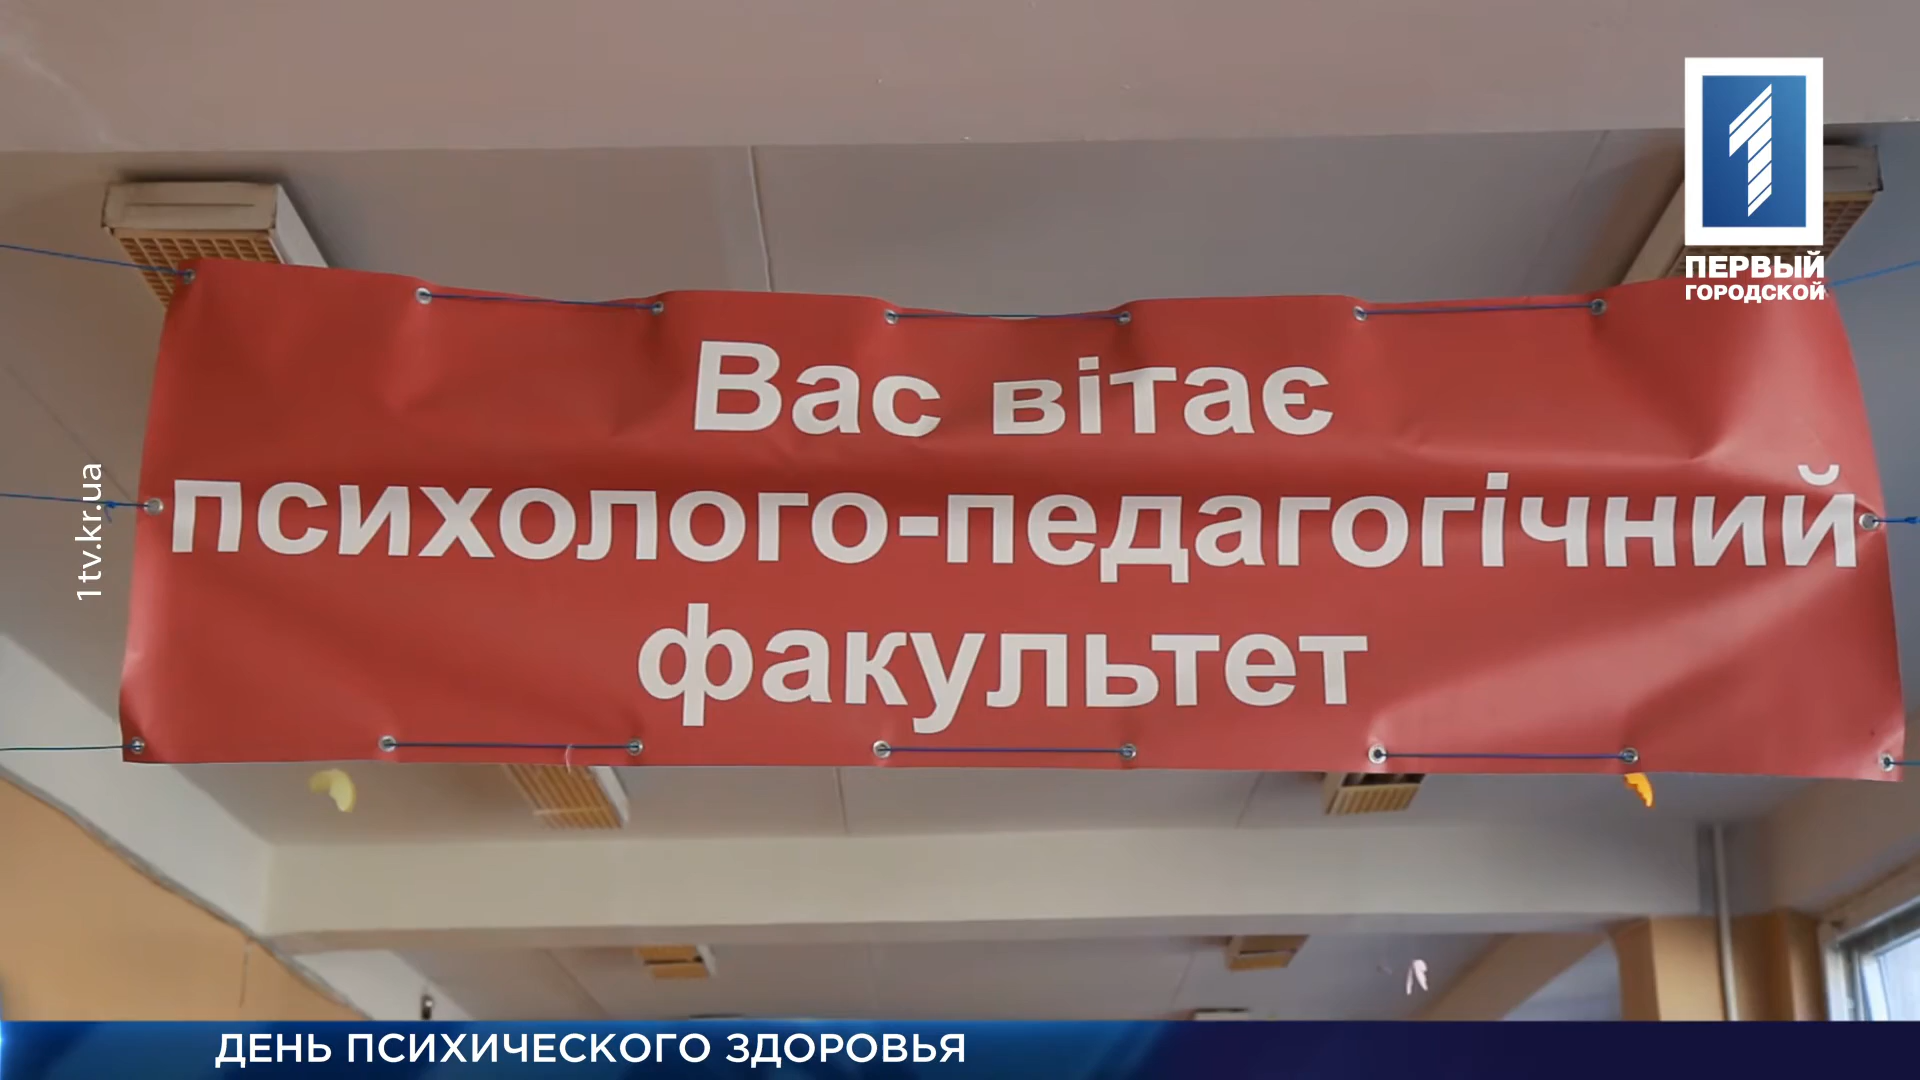 ПЕРВЫЙ
ГОРОДСКОЙ
Вас вітає
психолого-педагогічний
факультет
1tv.kr.ua
ДЕНЬ ПСИХИЧЕСКОГО ЗДОРОВЬЯ